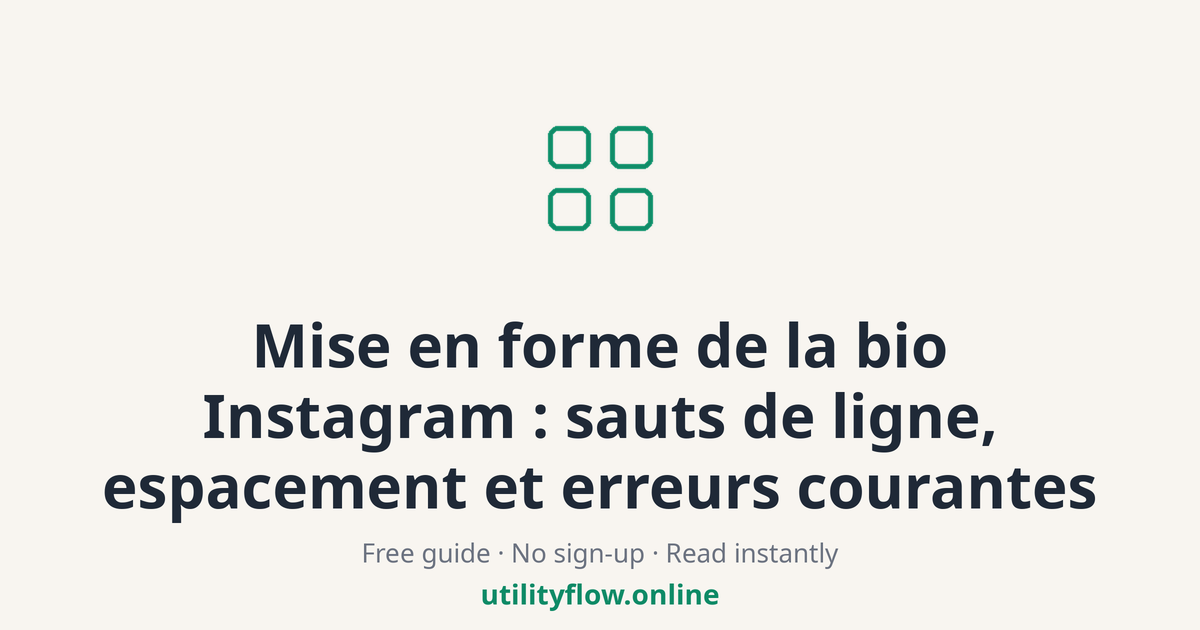 Mise en forme de la bio
Instagram : sauts de ligne,
espacement et erreurs courantes
Free guide · No sign-up · Read instantly
utilityflow.online